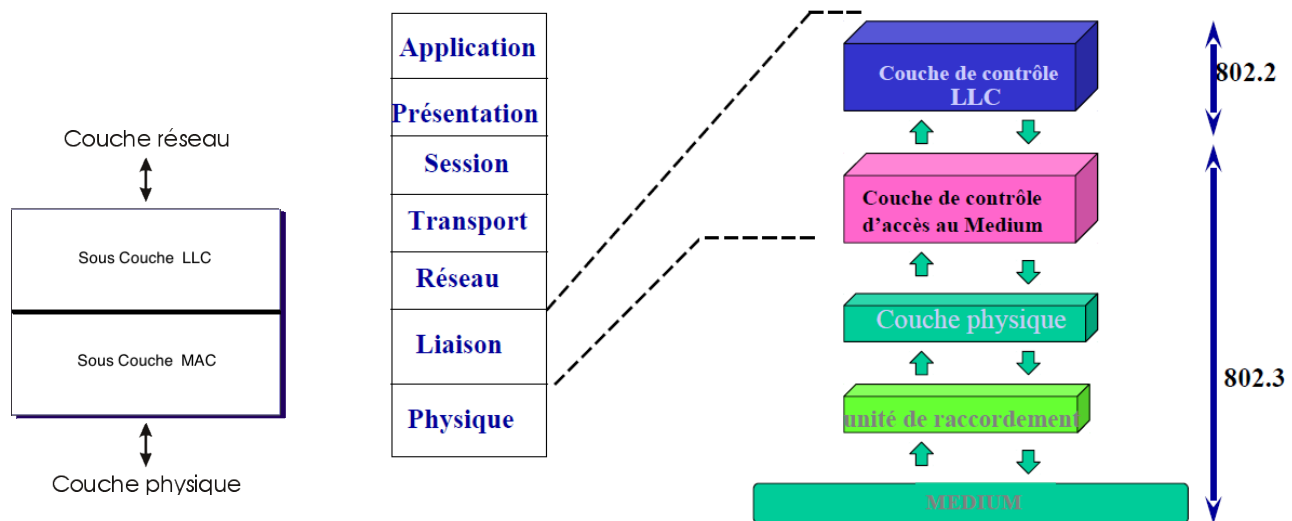 Couche réseau
Sous Couche LLC
Sous Couche MAC
Couche physique
Application
Présentation
Session
Transport
Réseau
Liaison
Physique
Couche de contrôle
LLC
Couche de contrôle
d'accès au Medium
Couche physique
unité de raccordement
MEDIUM
802.2
802.3